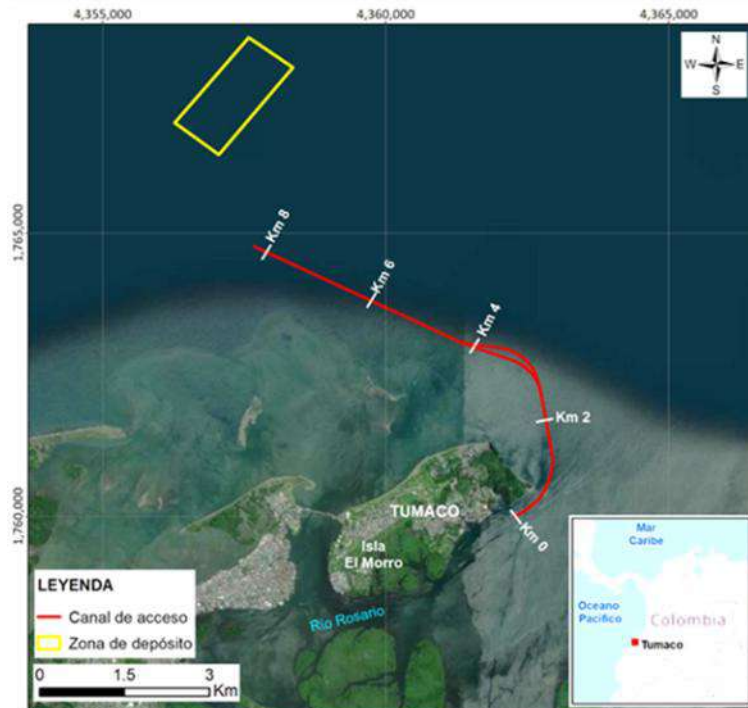 4,355,000
4,360,000
4,365,000
N
W E
S
1,765,000
Km 8
Km 6
Km 4
Km 2
1,760,000
TUMACO
Km 0
Isla
El Morro
Río Rosario
LEYENDA
Canal de acceso
Zona de depósito
0 1.5 3
Km
Mar
Caribe
Oceano
Pacifico
Colombia
Tumaco